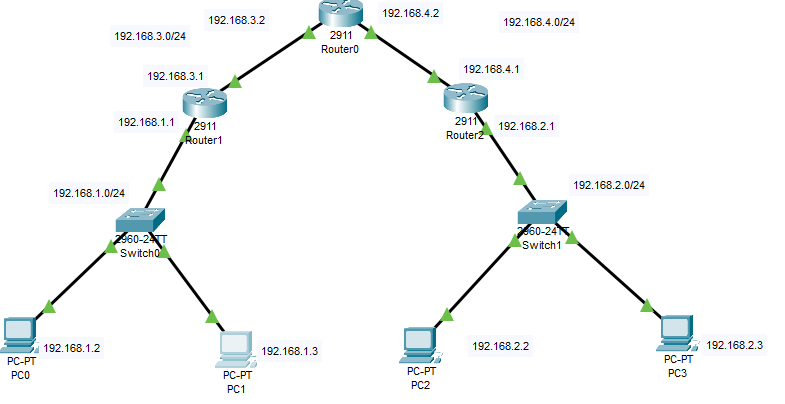 192.168.3.2
192.168.4.2
192.168.4.0/24
2911
Router0
192.168.3.0/24
192.168.3.1
192.168.4.1
192.168.1.1
2911
Router1
2911
Router2
192.168.2.1
192.168.1.0/24
192.168.2.0/24
2960-24TT
Switch0
2960-24TT
Switch1
192.168.1.2
PC-PT
PC0
192.168.1.3
PC-PT
PC1
192.168.2.2
PC-PT
PC2
192.168.2.3
PC-PT
PC3